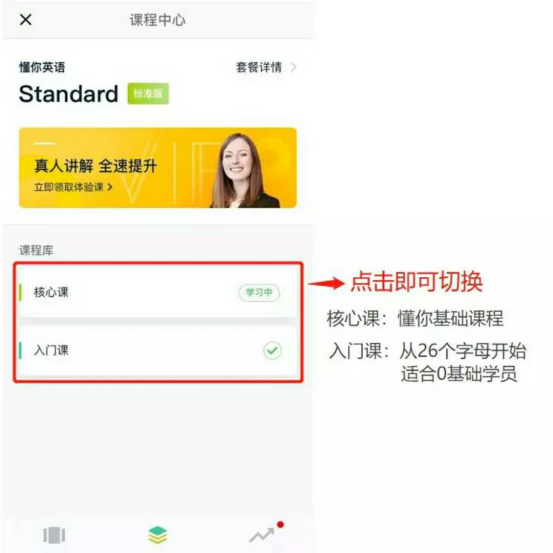 课程中心
懂你英语
套餐详情
Standard 标准版
真人讲解 全速提升
立即领取体验课
课程库
核心课
学习中
入门课
点击即可切换
核心课：懂你基础课程
入门课：从26个字母开始
适合0基础学员